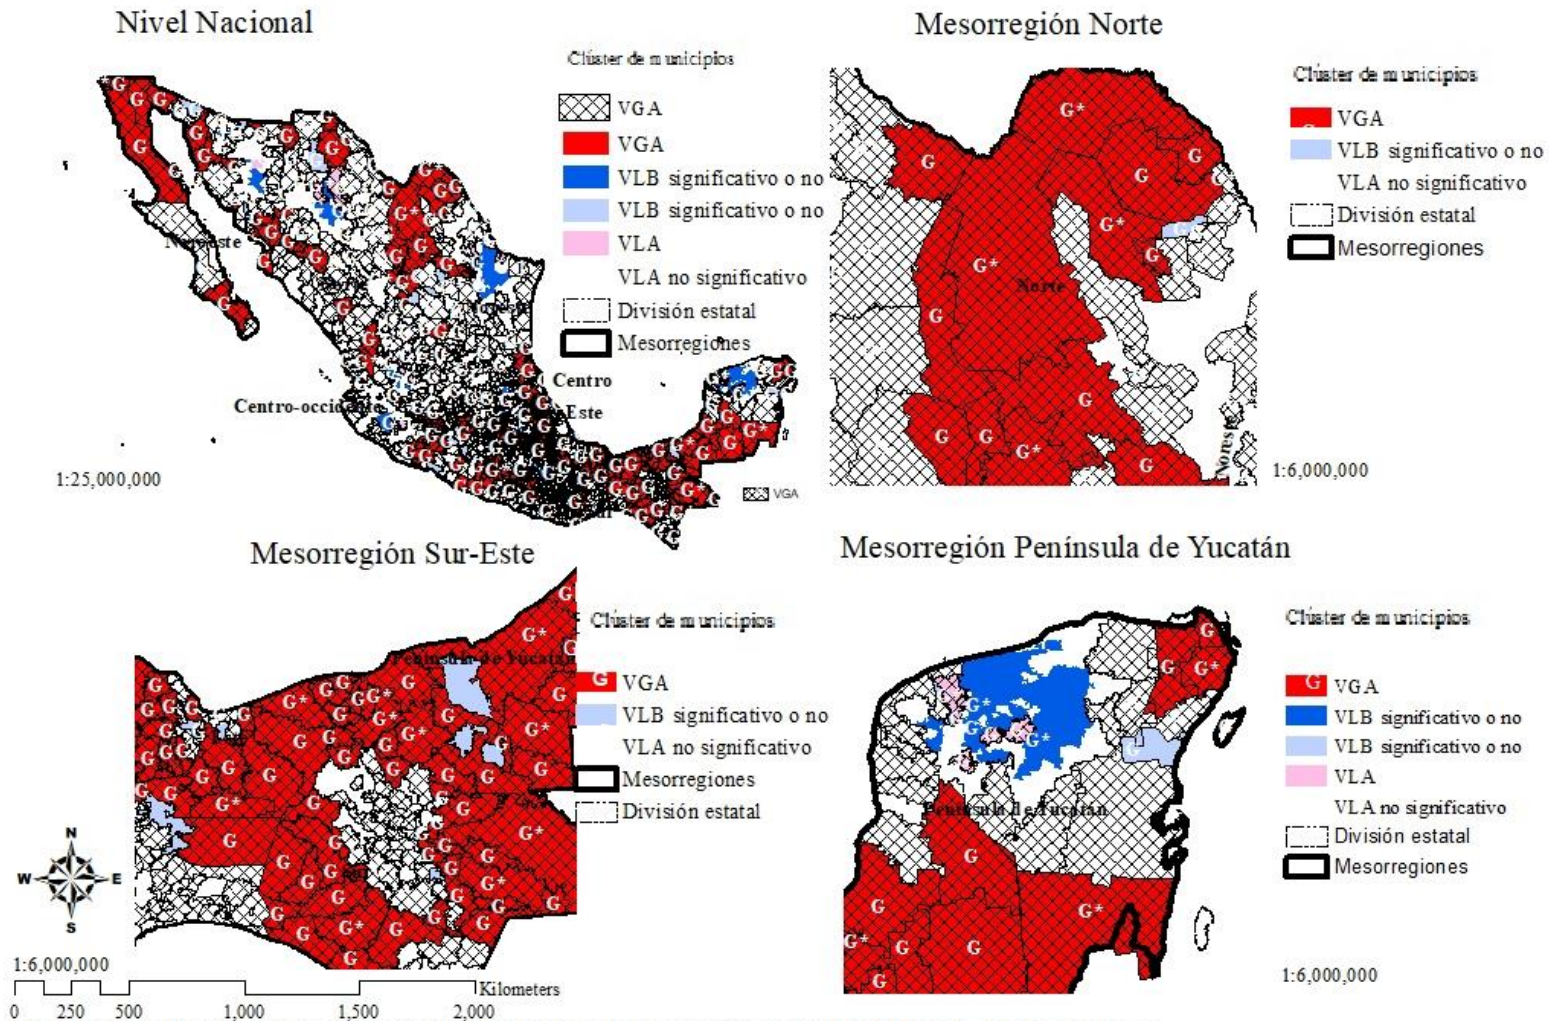 Nivel Nacional
Clúster de municipios
VGA
VGA
VLB significativo o no
VLB significativo o no
VLA
VLA no significativo
División estatal
Mesorregiones
Noroeste
Norte
Noreste
Centro-occidente
Centro
Este
1:25,000,000
VGA
Mesorregión Norte
Clúster de municipios
VGA
VLB significativo o no
VLA no significativo
División estatal
Mesorregiones
Norte
Noreste
1:6,000,000
Mesorregión Sur-Este
Clúster de municipios
G VGA
VLB significativo o no
VLA no significativo
Mesorregiones
División estatal
Península de Yucatán
N
W E
S
1:6,000,000
Kilometers
0 250 500 1,000 1,500 2,000
Mesorregión Península de Yucatán
Clúster de municipios
G VGA
VLB significativo o no
VLB significativo o no
VLA
VLA no significativo
División estatal
Mesorregiones
Península de Yucatán
1:6,000,000